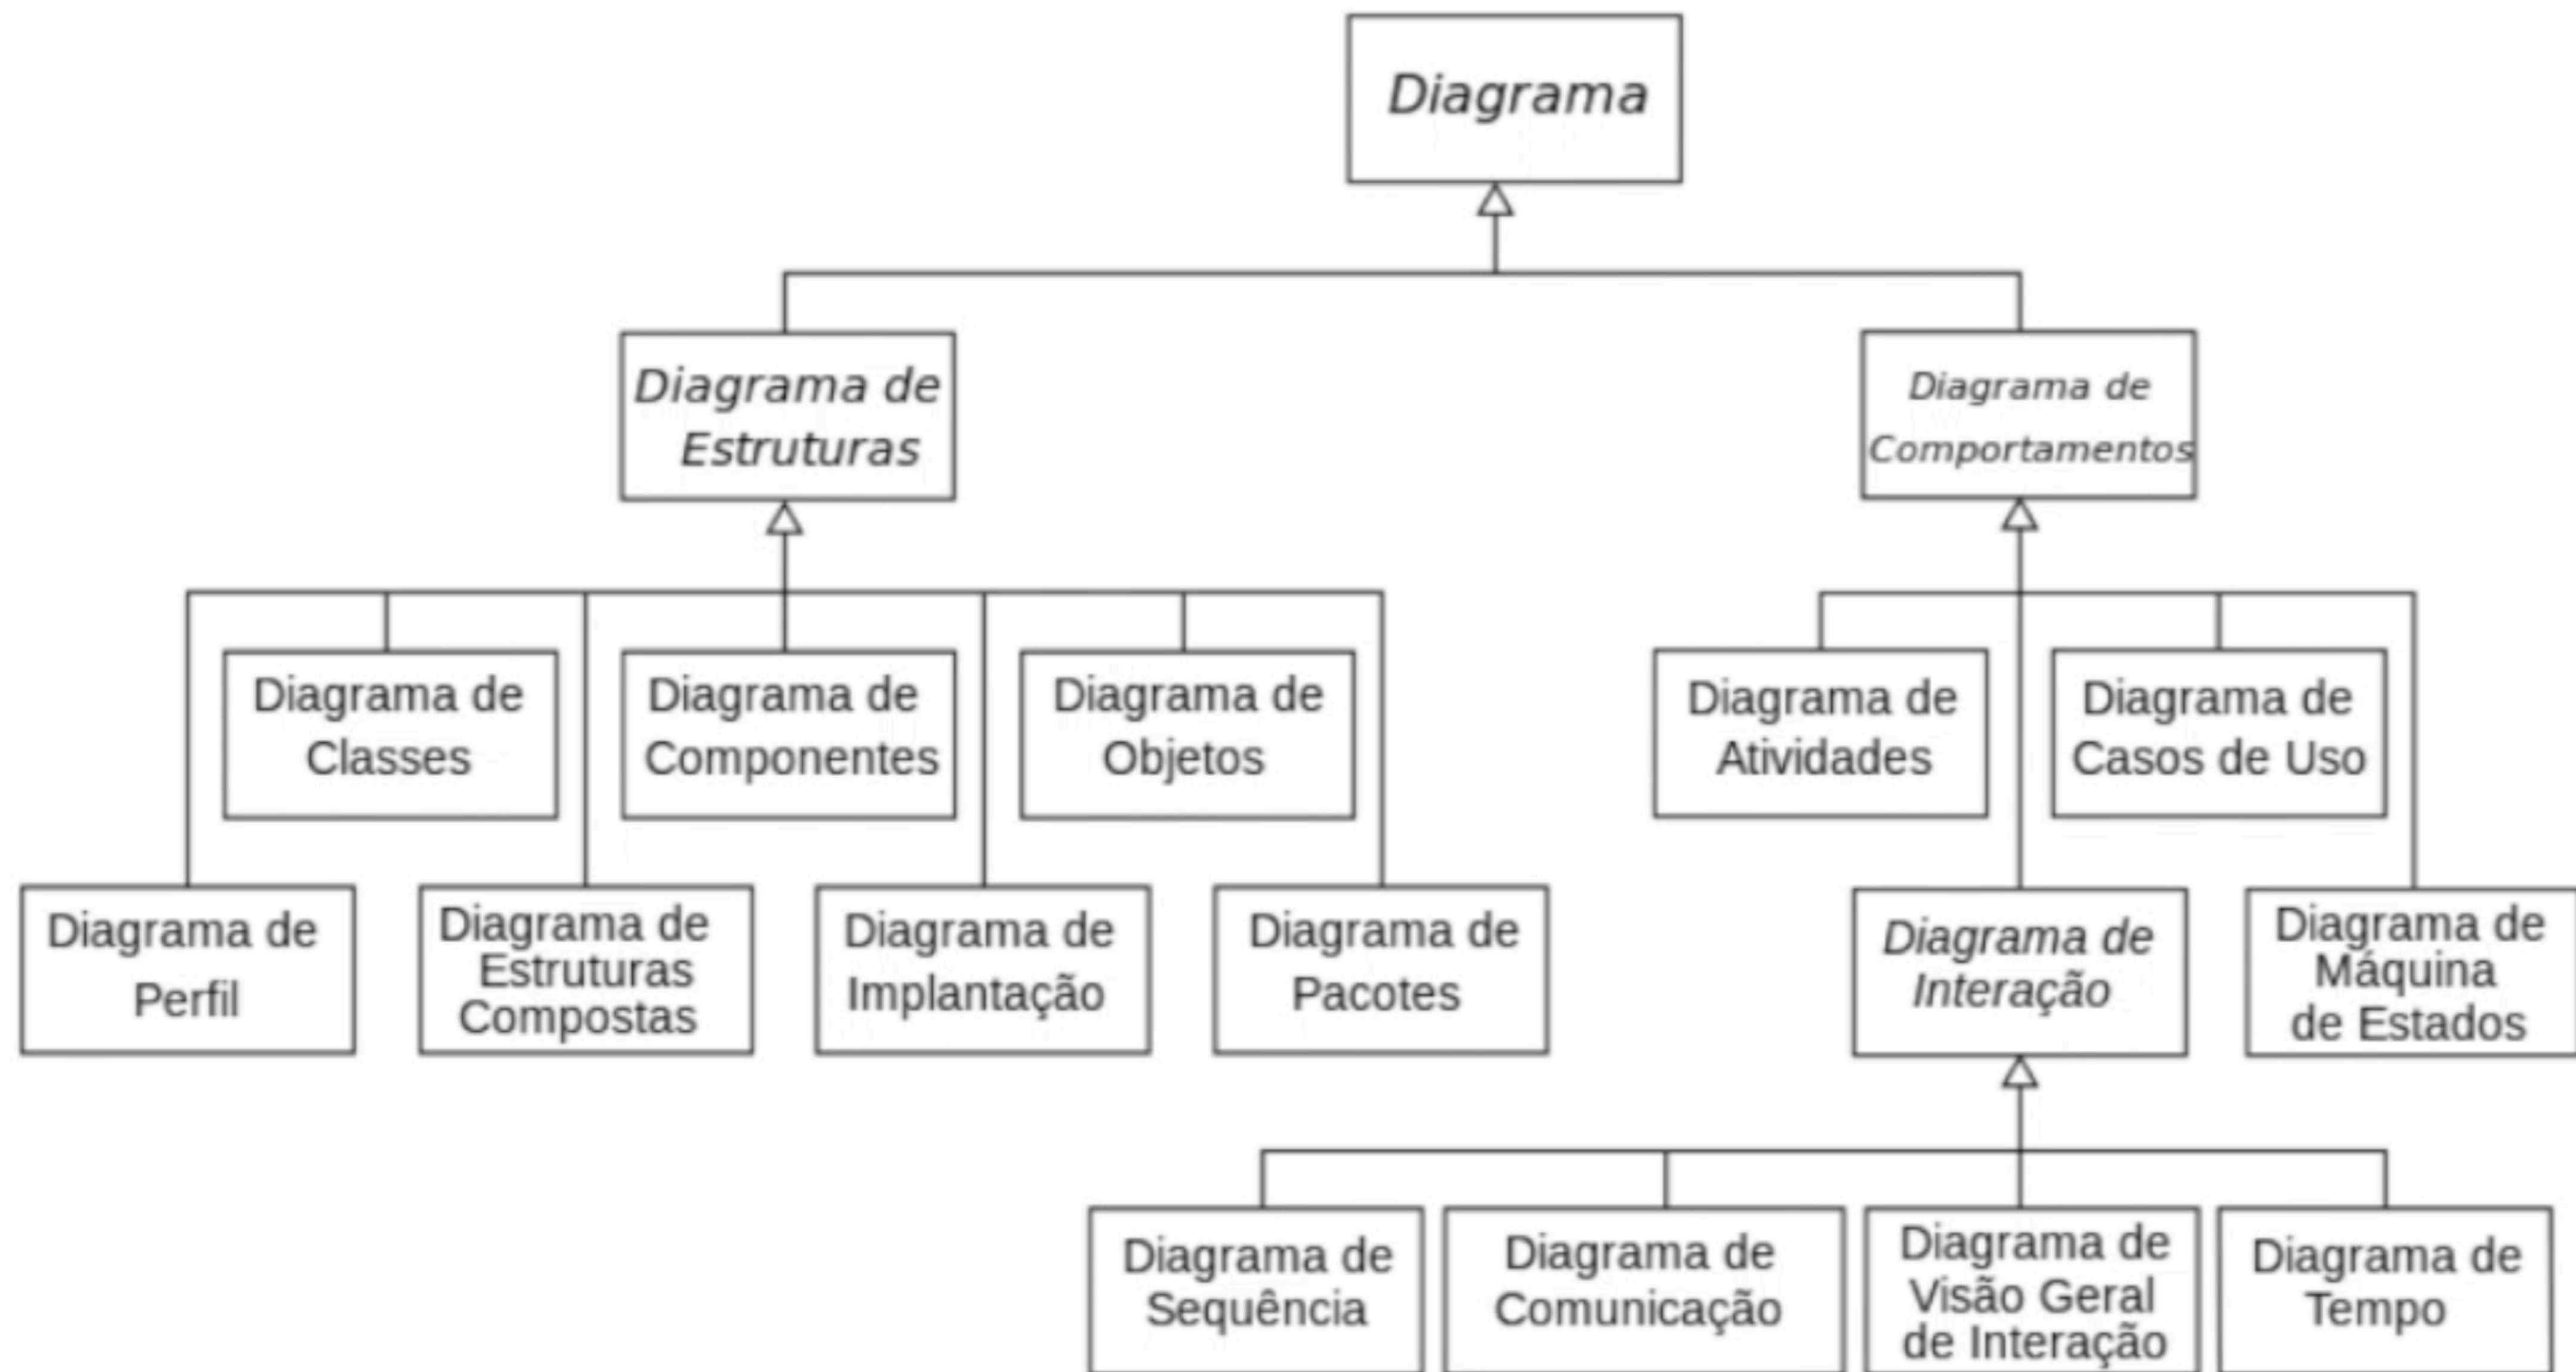 Diagrama
Diagrama de
Estruturas
Diagrama de
Comportamentos
Diagrama de
Classes
Diagrama de
Componentes
Diagrama de
Objetos
Diagrama de
Atividades
Diagrama de
Casos de Uso
Diagrama de
Perfil
Diagrama de
Estruturas
Compostas
Diagrama de
Implantação
Diagrama de
Pacotes
Diagrama de
Interação
Diagrama de
Máquina
de Estados
Diagrama de
Sequência
Diagrama de
Comunicação
Diagrama de
Visão Geral
de Interação
Diagrama de
Tempo